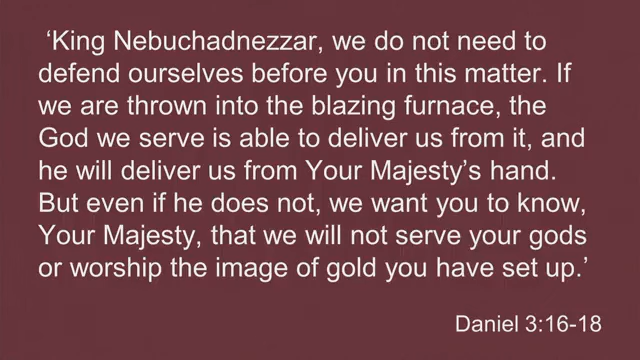 ‘King Nebuchadnezzar, we do not need to
defend ourselves before you in this matter. If
we are thrown into the blazing furnace, the
God we serve is able to deliver us from it, and
he will deliver us from Your Majesty’s hand.
But even if he does not, we want you to know,
Your Majesty, that we will not serve your gods
or worship the image of gold you have set up.’
Daniel 3:16-18